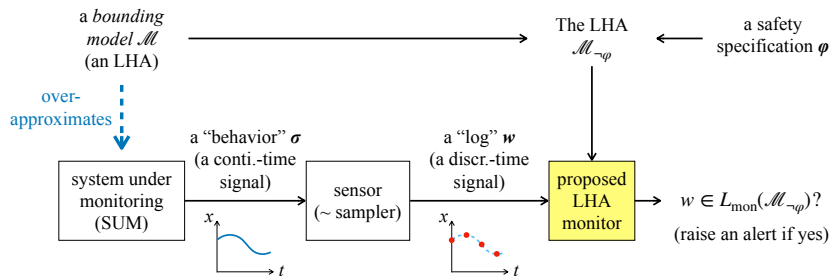 a bounding
model ℳ
(an LHA)
The LHA
ℳ¬φ
a safety
specification φ
over-
approximates
a “behavior” σ
(a conti.-time
signal)
a “log” w
(a discr.-time
signal)
system under
monitoring
(SUM)
sensor
(~ sampler)
proposed
LHA
monitor
w ∈ Lmon(ℳ¬φ)?
(raise an alert if yes)
x
t
x
t